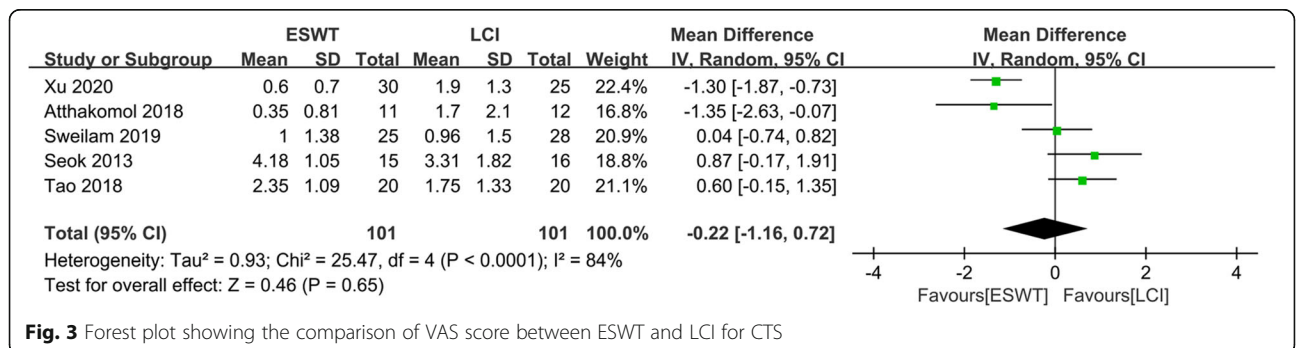 ESWT LCI Mean Difference Mean Difference
Study or Subgroup Mean SD Total Mean SD Total Weight IV, Random, 95% CI IV, Random, 95% CI
Xu 2020 0.6 0.7 30 1.9 1.3 25 22.4% -1.30 [-1.87, -0.73]
Atthakomol 2018 0.35 0.81 11 1.7 2.1 12 16.8% -1.35 [-2.63, -0.07]
Sweilam 2019 1 1.38 25 0.96 1.5 28 20.9% 0.04 [-0.74, 0.82]
Seok 2013 4.18 1.05 15 3.31 1.82 16 18.8% 0.87 [-0.17, 1.91]
Tao 2018 2.35 1.09 20 1.75 1.33 20 21.1% 0.60 [-0.15, 1.35]
Total (95% CI) 101 101 100.0% -0.22 [-1.16, 0.72]
Heterogeneity: Tau² = 0.93; Chi² = 25.47, df = 4 (P < 0.0001); I² = 84%
Test for overall effect: Z = 0.46 (P = 0.65)
-4 -2 0 2 4
Favours[ESWT] Favours[LCI]
Fig. 3 Forest plot showing the comparison of VAS score between ESWT and LCI for CTS